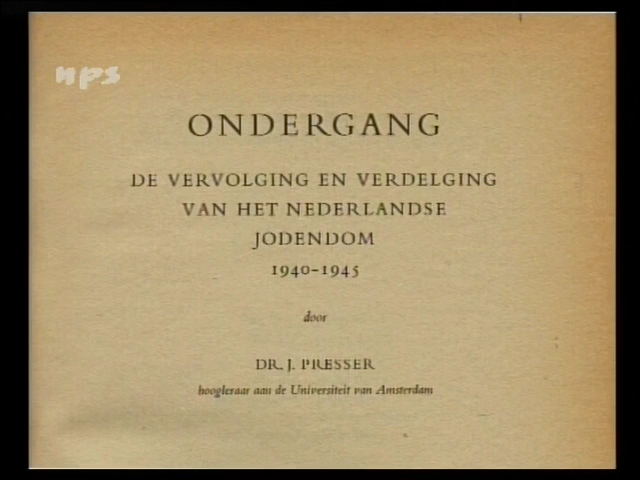 nps
ONDERGANG
DE VERVOLGING EN VERDELGING
VAN HET NEDERLANDSE
JODENDOM
1940-1945
door
DR. J. PRESSER
hoogleraar aan de Universiteit van Amsterdam